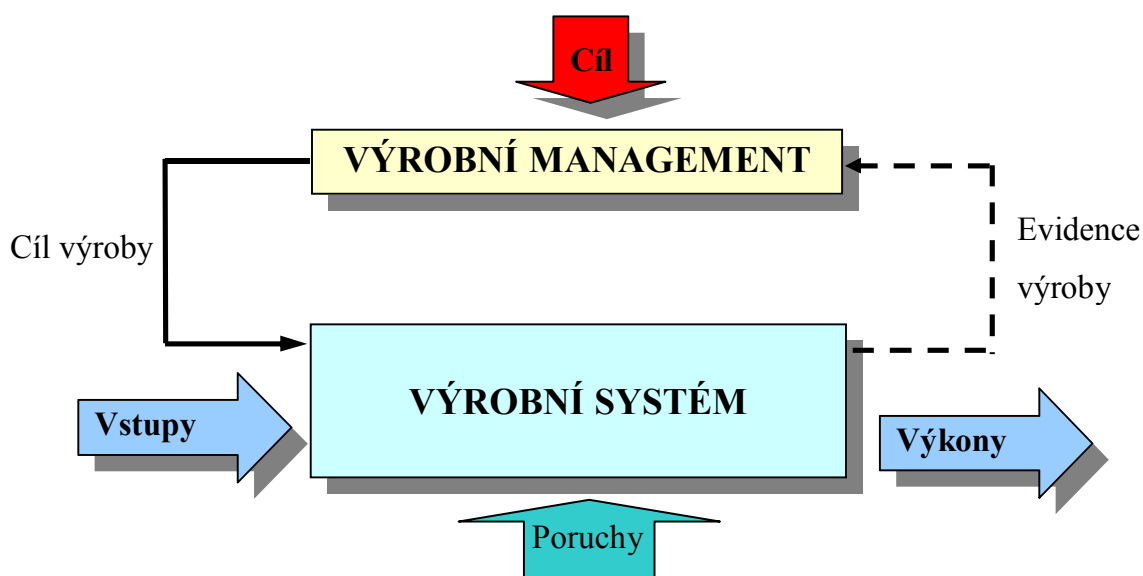 Cíl
VÝROBNÍ MANAGEMENT
Cíl výroby
Evidence
výroby
VÝROBNÍ SYSTÉM
Vstupy
Výkony
Poruchy